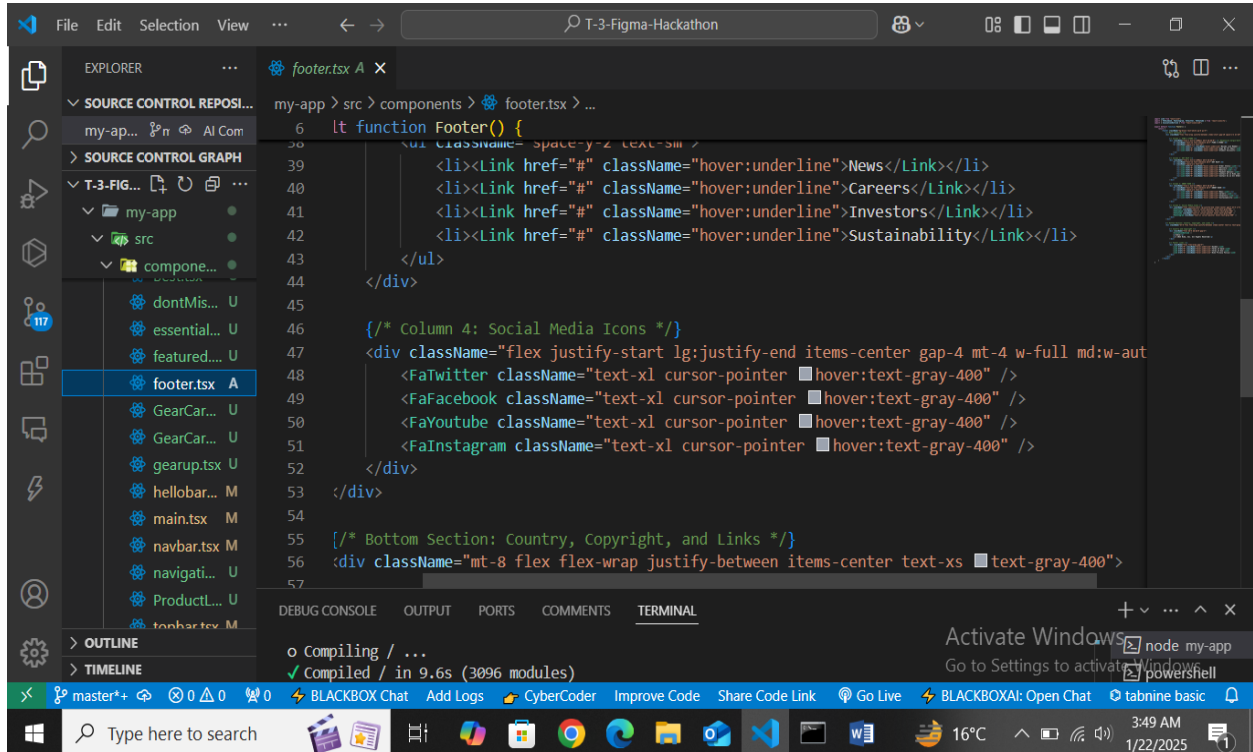 File Edit Selection View ··· T-3-Figma-Hackathon
EXPLORER ···
SOURCE CONTROL REPOSI...
my-ap... AI Com
SOURCE CONTROL GRAPH
T-3-FIG... ···
my-app
src
compone...
dontMis... U
essential... U
featured.... U
footer.tsx A
GearCar... U
GearCar... U
gearup.tsx U
hellobar... M
main.tsx M
navbar.tsx M
navigati... U
ProductL... U
topbar.tsx M
OUTLINE
TIMELINE
117
footer.tsx A
my-app > src > components > footer.tsx > ...
6 lt function Footer() {
38 <ul className="space-y-2 text-sm">
39 <li><Link href="#" className="hover:underline">News</Link></li>
40 <li><Link href="#" className="hover:underline">Careers</Link></li>
41 <li><Link href="#" className="hover:underline">Investors</Link></li>
42 <li><Link href="#" className="hover:underline">Sustainability</Link></li>
43 </ul>
44 </div>
45
46 {/* Column 4: Social Media Icons */}
47 <div className="flex justify-start lg:justify-end items-center gap-4 mt-4 w-full md:w-aut
48 <FaTwitter className="text-xl cursor-pointer hover:text-gray-400" />
49 <FaFacebook className="text-xl cursor-pointer hover:text-gray-400" />
50 <FaYoutube className="text-xl cursor-pointer hover:text-gray-400" />
51 <FaInstagram className="text-xl cursor-pointer hover:text-gray-400" />
52 </div>
53 </div>
54
55 {/* Bottom Section: Country, Copyright, and Links */}
56 <div className="mt-8 flex flex-wrap justify-between items-center text-xs text-gray-400">
57
DEBUG CONSOLE OUTPUT PORTS COMMENTS TERMINAL
o Compiling / ...
✓ Compiled / in 9.6s (3096 modules)
node my-app
powershell
Activate Windows
Go to Settings to activate Windows.
master*+ 0 0 0 BLACKBOX Chat Add Logs CyberCoder Improve Code Share Code Link Go Live BLACKBOXAI: Open Chat tabnine basic
Type here to search 16°C 3:49 AM
1/22/2025
1